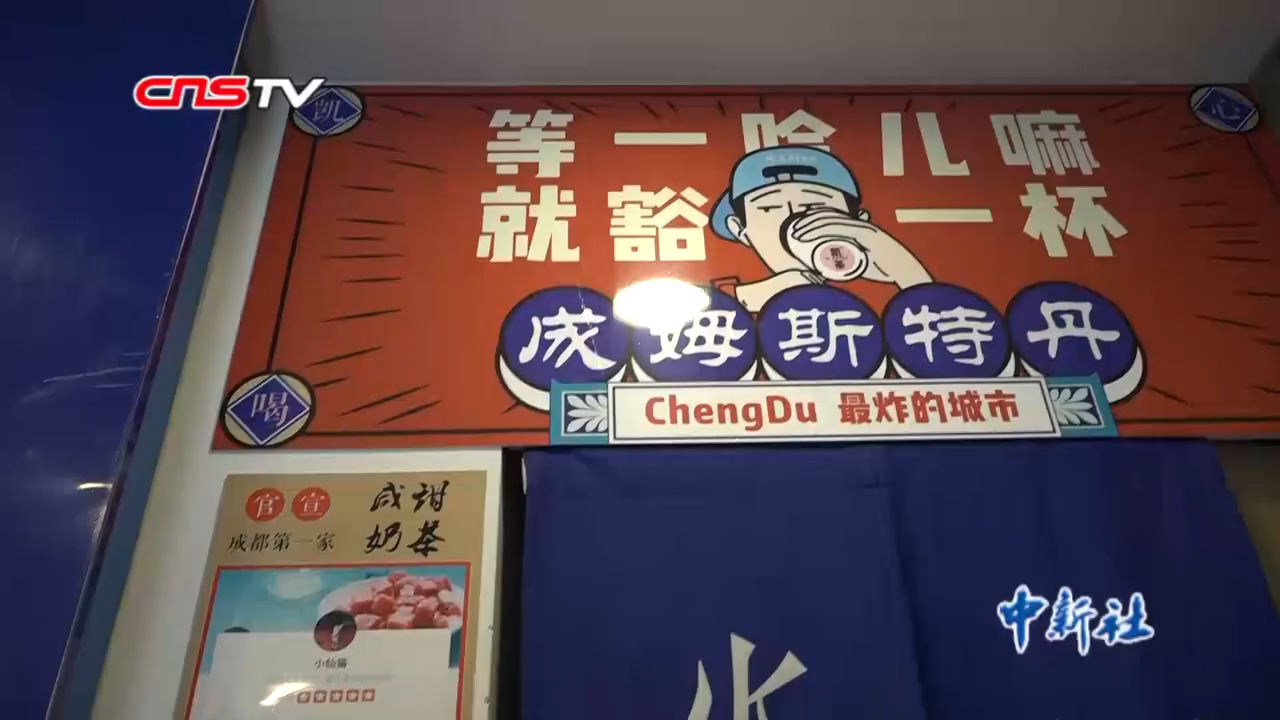 CNSTV
凯
心
等一哈儿嘛
就豁一杯
凯茶
成姆斯特丹
ChengDu 最炸的城市
喝
官宣
咸甜
奶茶
成都第一家
小仙猫
中新社